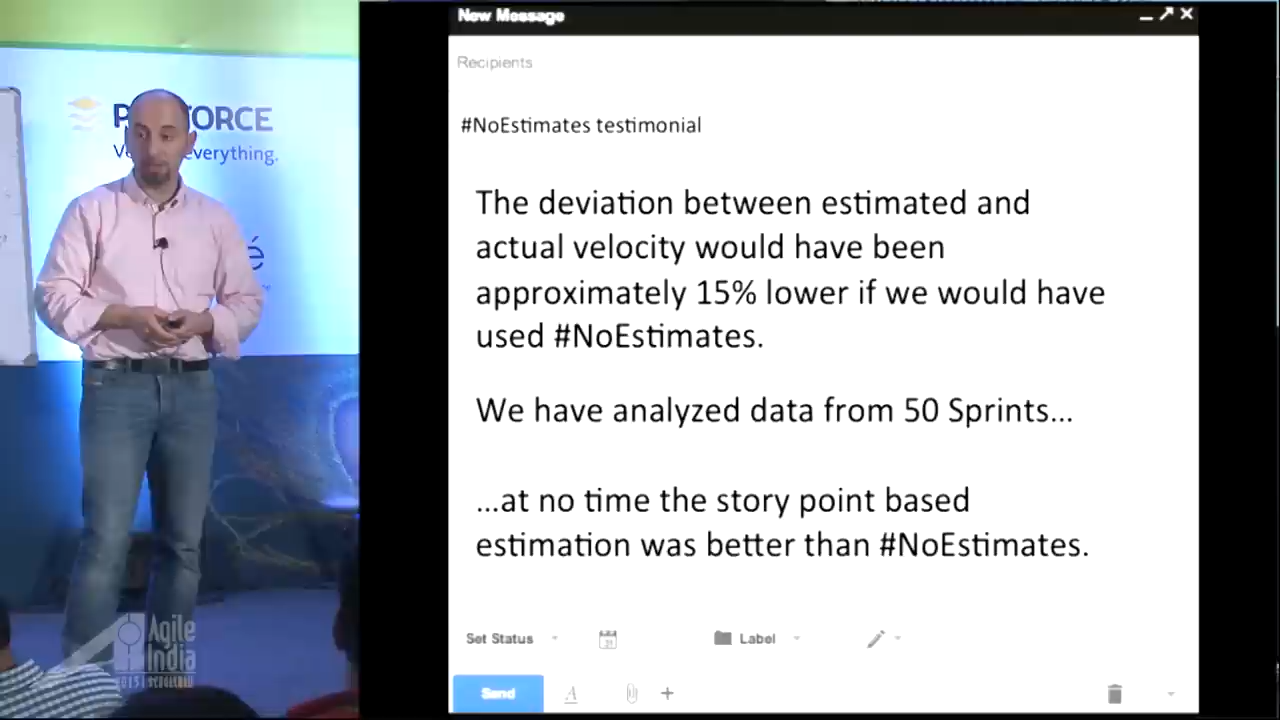 New Message
Recipients
#NoEstimates testimonial
The deviation between estimated and
actual velocity would have been
approximately 15% lower if we would have
used #NoEstimates.
We have analyzed data from 50 Sprints...
...at no time the story point based
estimation was better than #NoEstimates.
Set Status
Label
Send
everything.
Agile
India